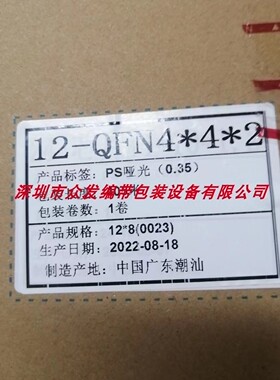 12-QFN4*4*2
产品标签: PS哑光 (0.35)
深圳市众发编带包装设备有限公司
包装卷数: 1卷
产品规格: 12*8(0023)
生产日期: 2022-08-18
制造产地: 中国广东潮汕